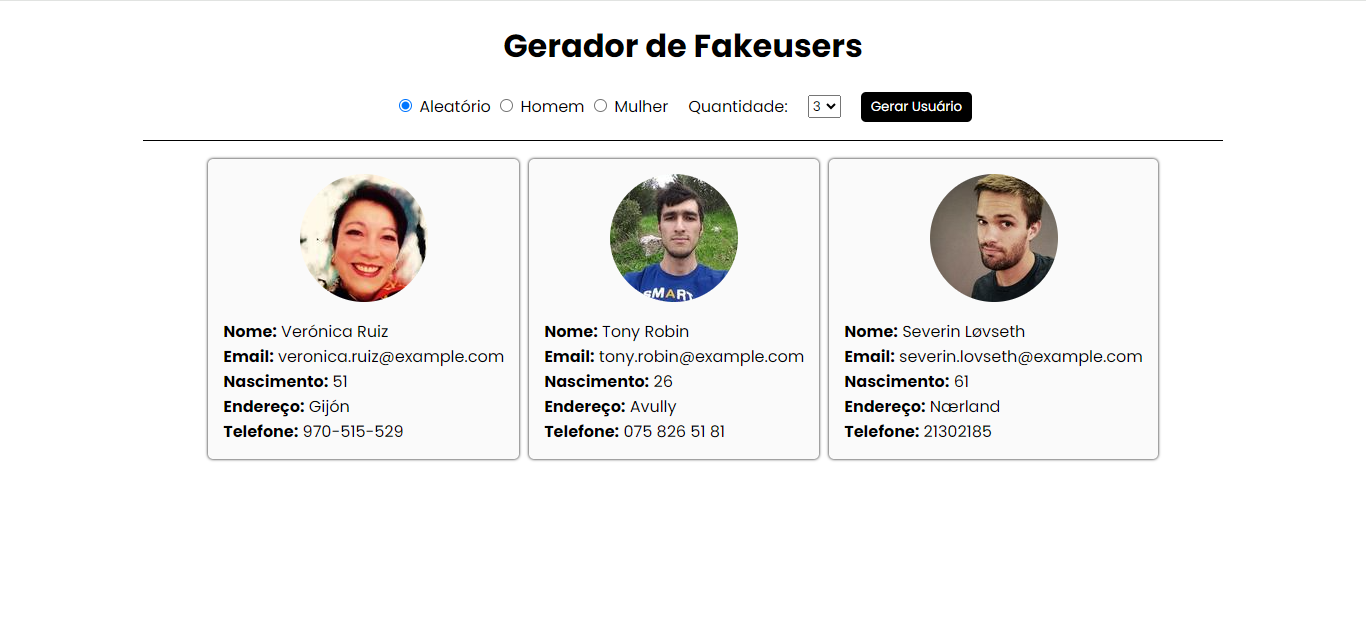 Gerador de Fakeusers
Aleatório Homem Mulher Quantidade: 3 Gerar Usuário
SMART
Nome: Verónica Ruiz
Email: veronica.ruiz@example.com
Nascimento: 51
Endereço: Gijón
Telefone: 970-515-529
Nome: Tony Robin
Email: tony.robin@example.com
Nascimento: 26
Endereço: Avully
Telefone: 075 826 51 81
Nome: Severin Løvseth
Email: severin.lovseth@example.com
Nascimento: 61
Endereço: Nærland
Telefone: 21302185